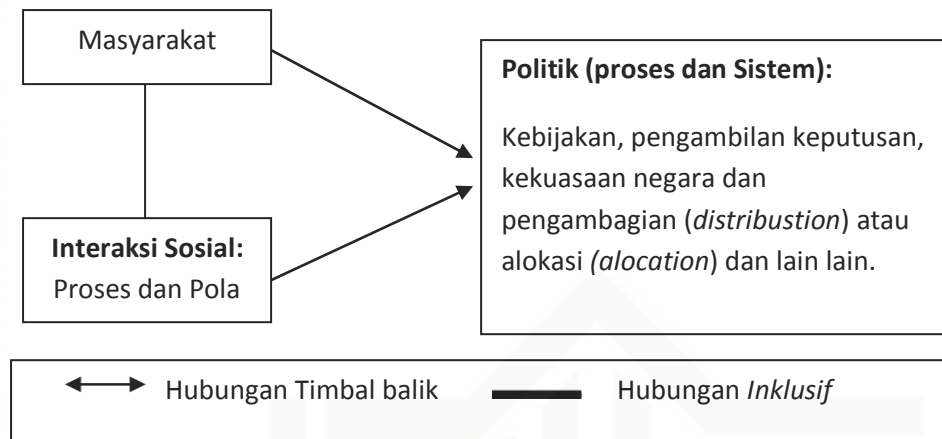 Masyarakat
Politik (proses dan Sistem):
Kebijakan, pengambilan keputusan,
kekuasaan negara dan
pengambagian (distribustion) atau
alokasi (alocation) dan lain lain.
Interaksi Sosial:
Proses dan Pola
Hubungan Timbal balik
Hubungan Inklusif